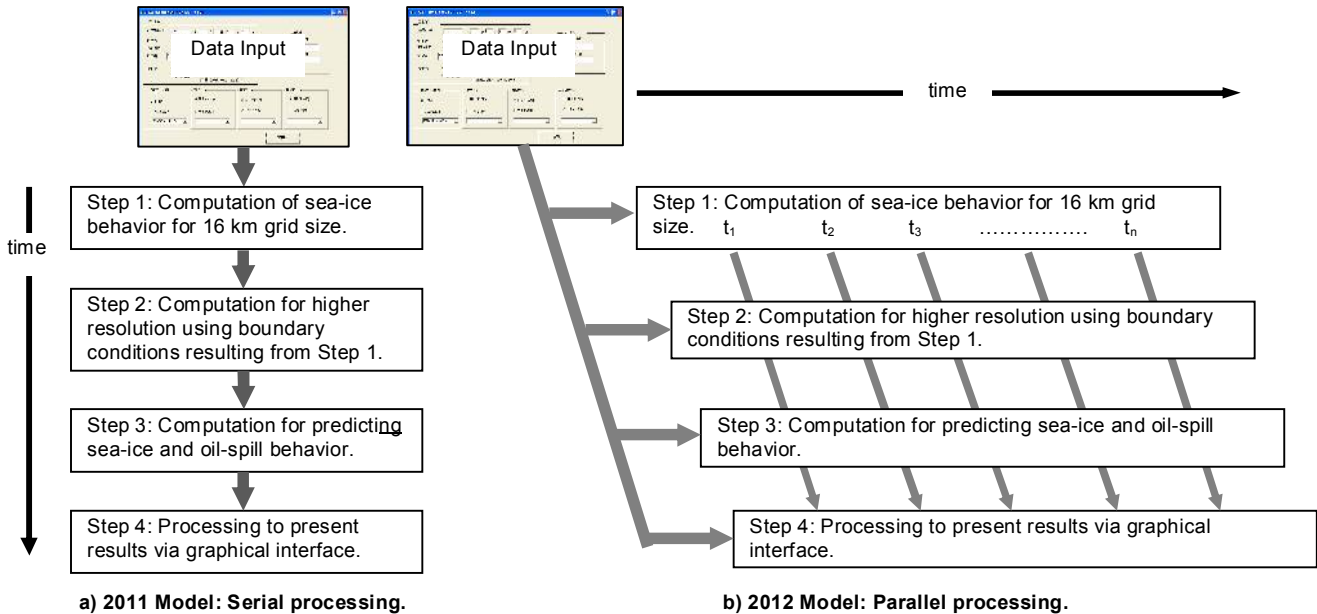 Data Input
time
Step 1: Computation of sea-ice
behavior for 16 km grid size.
Step 2: Computation for higher
resolution using boundary
conditions resulting from Step 1.
Step 3: Computation for predicting
sea-ice and oil-spill behavior.
Step 4: Processing to present
results via graphical interface.
a) 2011 Model: Serial processing.
Data Input
time
Step 1: Computation of sea-ice behavior for 16 km grid
size. t1 t2 t3 ……………. tn
Step 2: Computation for higher resolution using boundary
conditions resulting from Step 1.
Step 3: Computation for predicting sea-ice and oil-spill
behavior.
Step 4: Processing to present results via graphical
interface.
b) 2012 Model: Parallel processing.